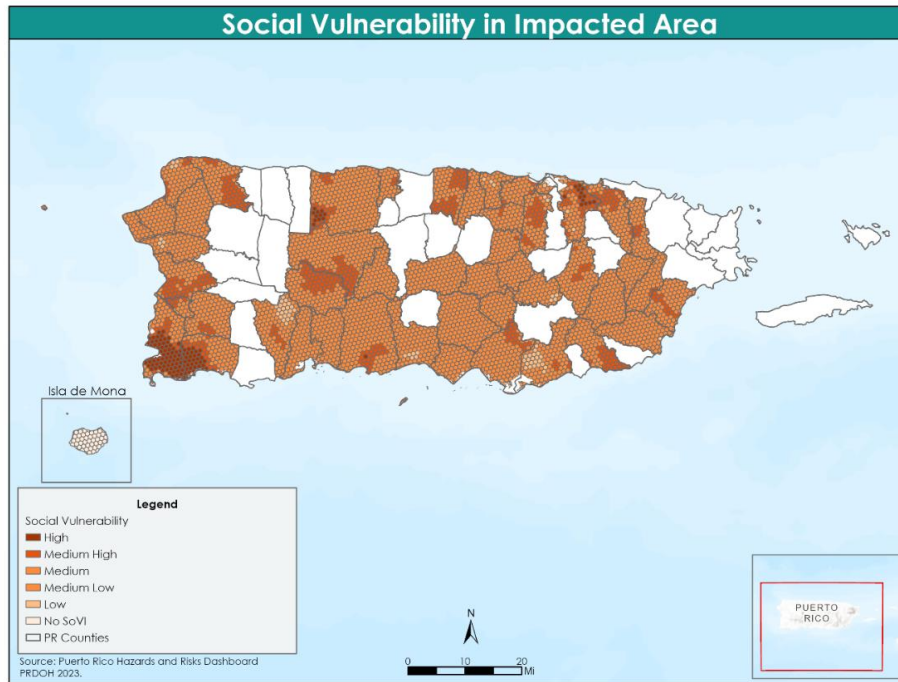 Social Vulnerability in Impacted Area
Isla de Mona
Legend
Social Vulnerability
High
Medium High
Medium
Medium Low
Low
No SoVI
PR Counties
Source: Puerto Rico Hazards and Risks Dashboard
PRDOH 2023.
N
0 10 20
Mi
PUERTO
RICO